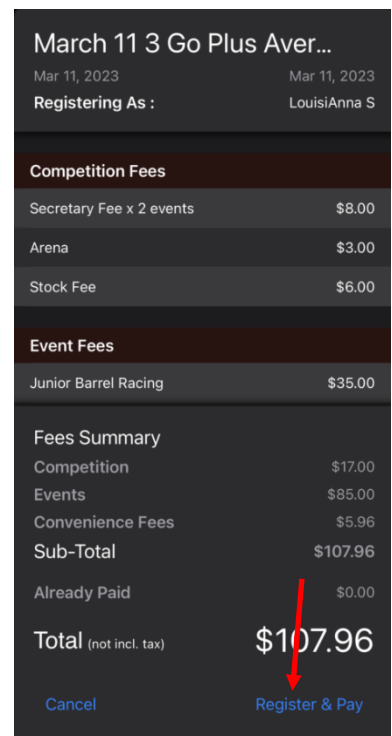 March 11 3 Go Plus Aver...
Mar 11, 2023 Mar 11, 2023
Registering As : LouisiAnna S
Competition Fees
Secretary Fee x 2 events $8.00
Arena $3.00
Stock Fee $6.00
Event Fees
Junior Barrel Racing $35.00
Fees Summary
Competition $17.00
Events $85.00
Convenience Fees $5.96
Sub-Total $107.96
Already Paid $0.00
Total (not incl. tax) $107.96
Cancel Register & Pay